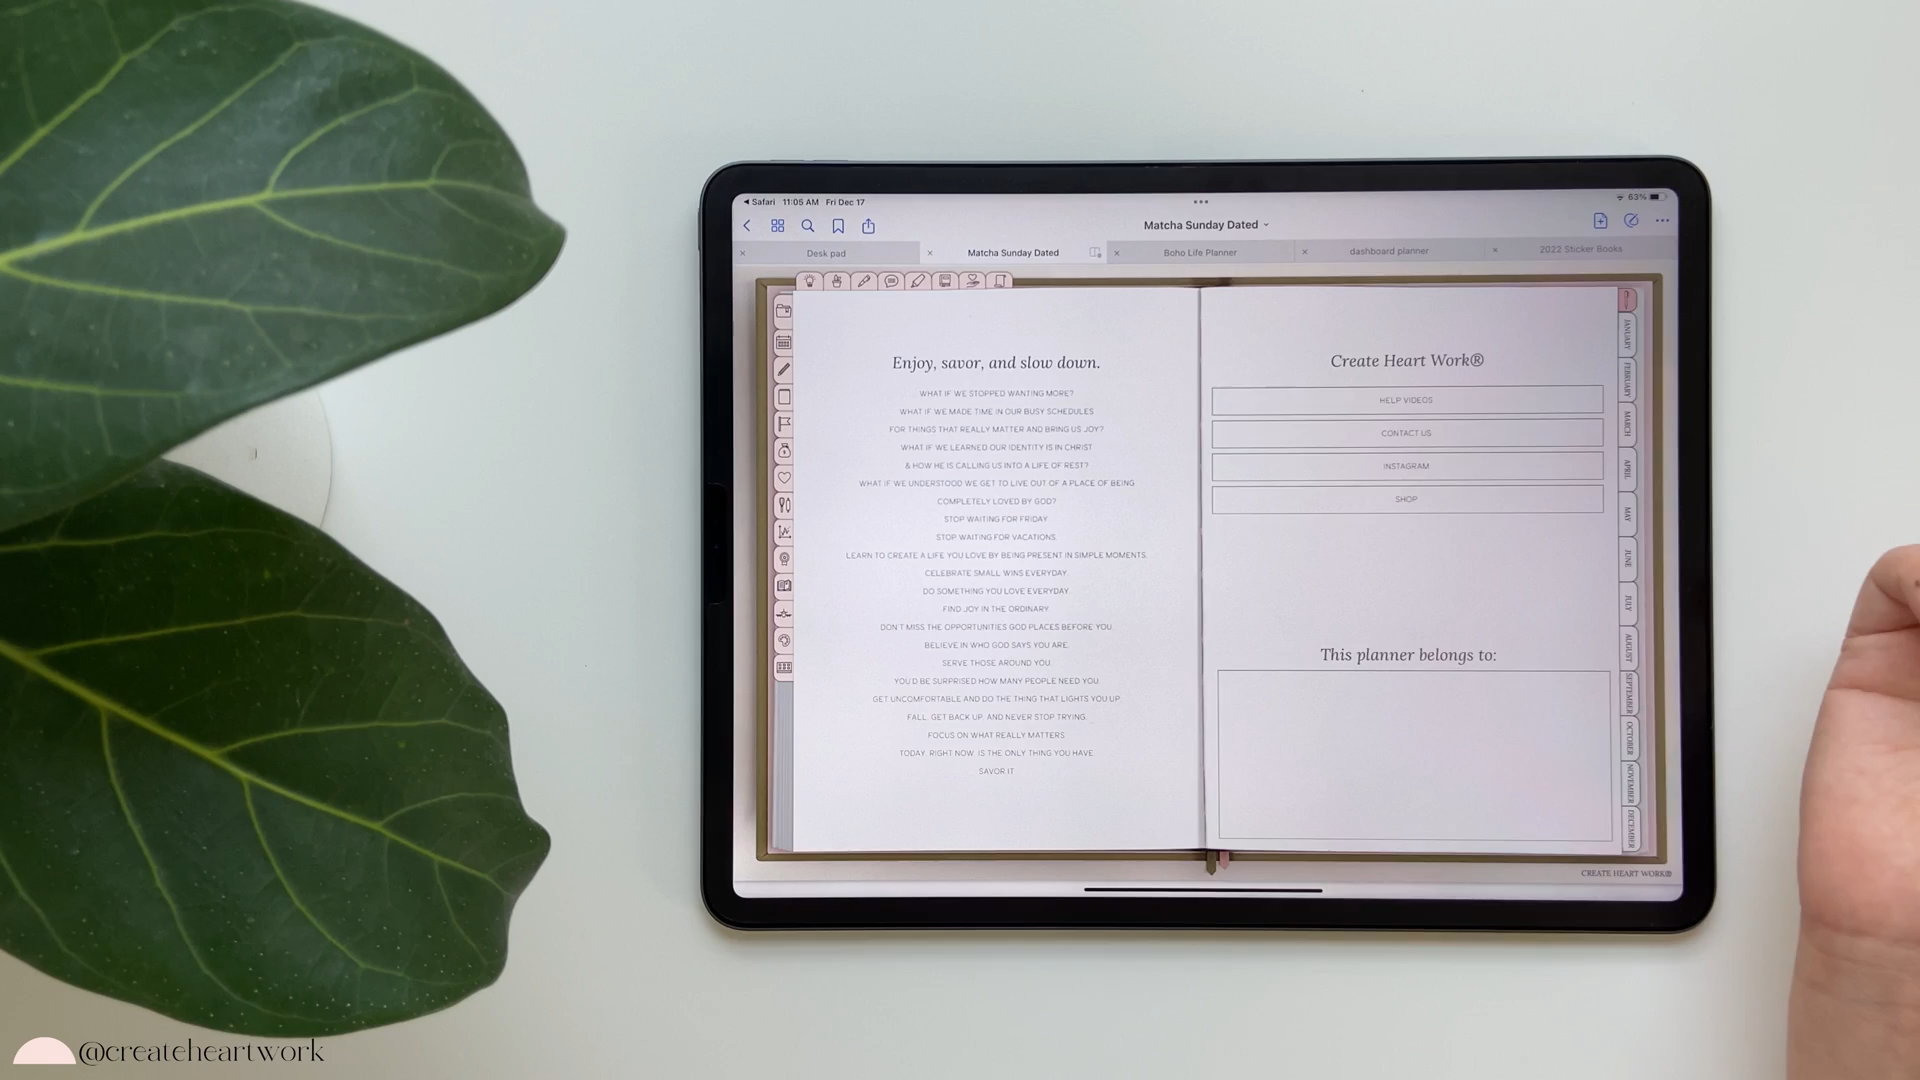 Safari 11:05 AM Fri Dec 17
63%
Matcha Sunday Dated
Desk pad
Matcha Sunday Dated
Boho Life Planner
dashboard planner
2022 Sticker Books
Enjoy, savor, and slow down.
WHAT IF WE STOPPED WANTING MORE?
WHAT IF WE MADE TIME IN OUR BUSY SCHEDULES
FOR THINGS THAT REALLY MATTER AND BRING US JOY?
WHAT IF WE LEARNED OUR IDENTITY IS IN CHRIST
& HOW HE IS CALLING US INTO A LIFE OF REST?
WHAT IF WE UNDERSTOOD WE GET TO LIVE OUT OF A PLACE OF BEING
COMPLETELY LOVED BY GOD?
STOP WAITING FOR FRIDAY
STOP WAITING FOR VACATIONS.
LEARN TO CREATE A LIFE YOU LOVE BY BEING PRESENT IN SIMPLE MOMENTS.
CELEBRATE SMALL WINS EVERYDAY.
DO SOMETHING YOU LOVE EVERYDAY.
FIND JOY IN THE ORDINARY.
DON'T MISS THE OPPORTUNITIES GOD PLACES BEFORE YOU.
BELIEVE IN WHO GOD SAYS YOU ARE.
SERVE THOSE AROUND YOU.
YOU'D BE SURPRISED HOW MANY PEOPLE NEED YOU.
GET UNCOMFORTABLE AND DO THE THING THAT LIGHTS YOU UP.
FALL, GET BACK UP, AND NEVER STOP TRYING.
FOCUS ON WHAT REALLY MATTERS.
TODAY, RIGHT NOW, IS THE ONLY THING YOU HAVE.
SAVOR IT
Create Heart Work®
HELP VIDEOS
CONTACT US
INSTAGRAM
SHOP
This planner belongs to:
JANUARY
FEBRUARY
MARCH
APRIL
MAY
JUNE
JULY
AUGUST
SEPTEMBER
OCTOBER
NOVEMBER
DECEMBER
CREATE HEART WORK®
@createheartwork